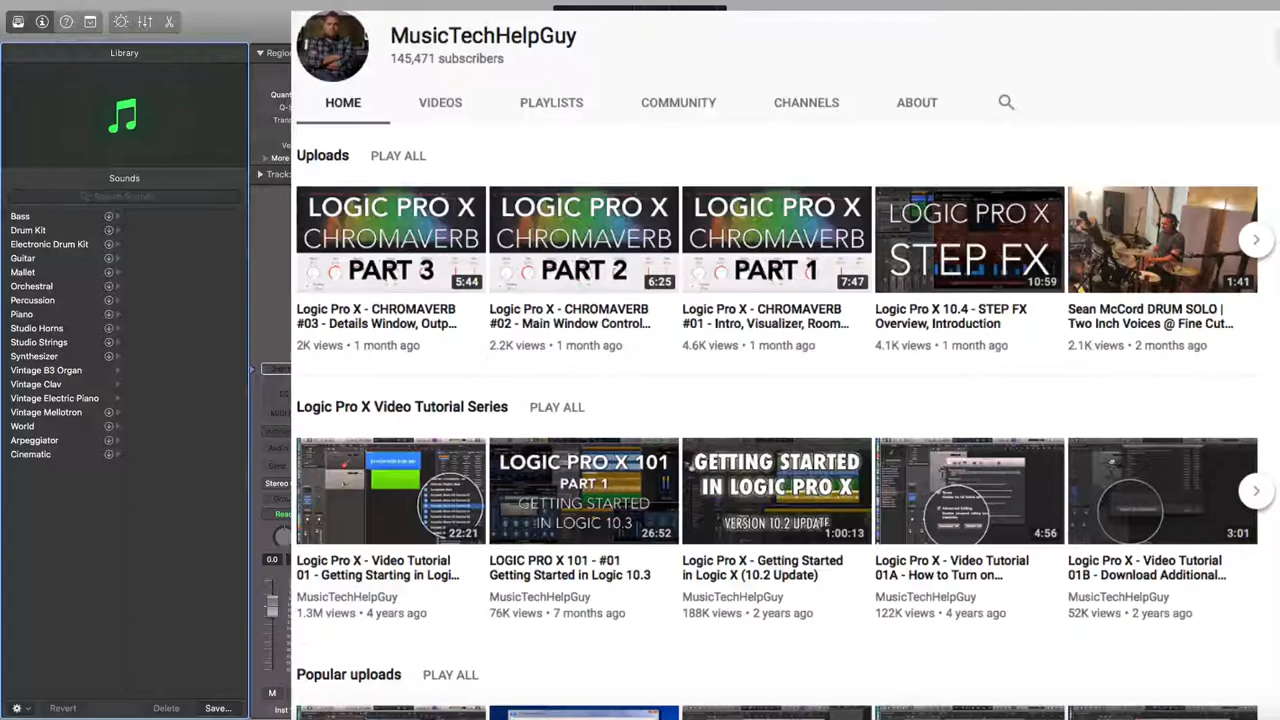 Library
Sounds
Bass
Drum Kit
Electronic Drum Kit
Guitar
Mallet
Orchestral
Percussion
Piano
Studio Horns
Studio Strings
Synthesizer
Vintage B3 Organ
Vintage Clav
Vintage Electric Piano
Vintage Mellotron
World
Arpeggiator
Cinematic
Revert
Delete
Save...
Region
More
Track:
Stereo
0.0
M
MusicTechHelpGuy
145,471 subscribers
HOME
VIDEOS
PLAYLISTS
COMMUNITY
CHANNELS
ABOUT
Uploads PLAY ALL
LOGIC PRO X
CHROMAVERB
PART 3
5:44
LOGIC PRO X
CHROMAVERB
PART 2
6:25
LOGIC PRO X
CHROMAVERB
PART 1
7:47
LOGIC PRO X
STEP FX
10:59
1:41
Logic Pro X - CHROMAVERB
#03 - Details Window, Outp...
2K views • 1 month ago
Logic Pro X - CHROMAVERB
#02 - Main Window Control...
2.2K views • 1 month ago
Logic Pro X - CHROMAVERB
#01 - Intro, Visualizer, Room...
4.6K views • 1 month ago
Logic Pro X 10.4 - STEP FX
Overview, Introduction
4.1K views • 1 month ago
Sean McCord DRUM SOLO |
Two Inch Voices @ Fine Cut...
2.1K views • 2 months ago
Logic Pro X Video Tutorial Series PLAY ALL
22:21
LOGIC PRO X 101
PART 1
GETTING STARTED
IN LOGIC 10.3
26:52
GETTING STARTED
IN LOGIC PRO X
VERSION 10.2 UPDATE
1:00:13
4:56
3:01
Logic Pro X - Video Tutorial
01 - Getting Starting in Logi...
MusicTechHelpGuy
1.3M views • 4 years ago
LOGIC PRO X 101 - #01
Getting Started in Logic 10.3
MusicTechHelpGuy
76K views • 7 months ago
Logic Pro X - Getting Started
in Logic X (10.2 Update)
MusicTechHelpGuy
188K views • 2 years ago
Logic Pro X - Video Tutorial
01A - How to Turn on...
MusicTechHelpGuy
122K views • 4 years ago
Logic Pro X - Video Tutorial
01B - Download Additional...
MusicTechHelpGuy
52K views • 2 years ago
Popular uploads PLAY ALL